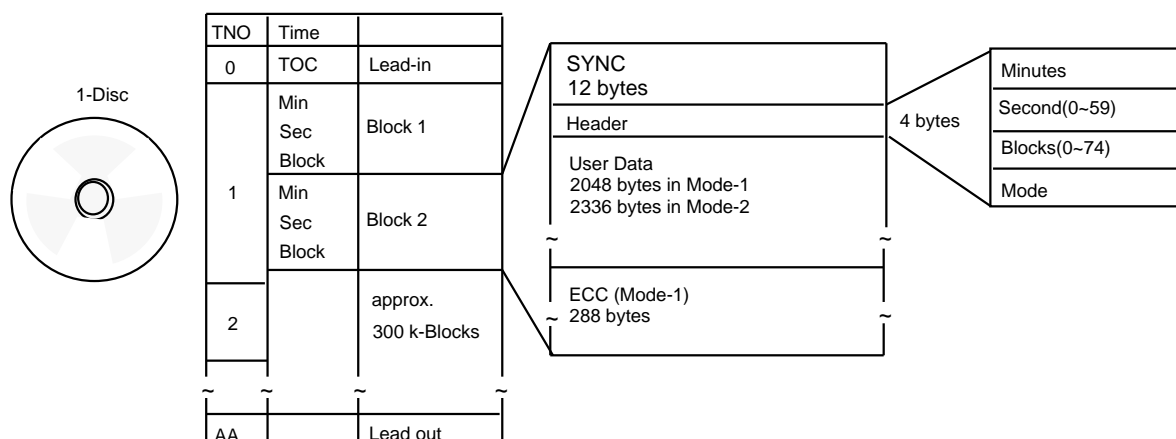 1-Disc
TNO Time
0 TOC Lead-in
1
Min
Sec
Block
Block 1
Min
Sec
Block
Block 2
2
approx.
300 k-Blocks
~ ~ ~ ~
AA Lead out
SYNC
12 bytes
Header
User Data
2048 bytes in Mode-1
2336 bytes in Mode-2
~ ~
ECC (Mode-1)
288 bytes
~ ~
4 bytes
Minutes
Second(0~59)
Blocks(0~74)
Mode